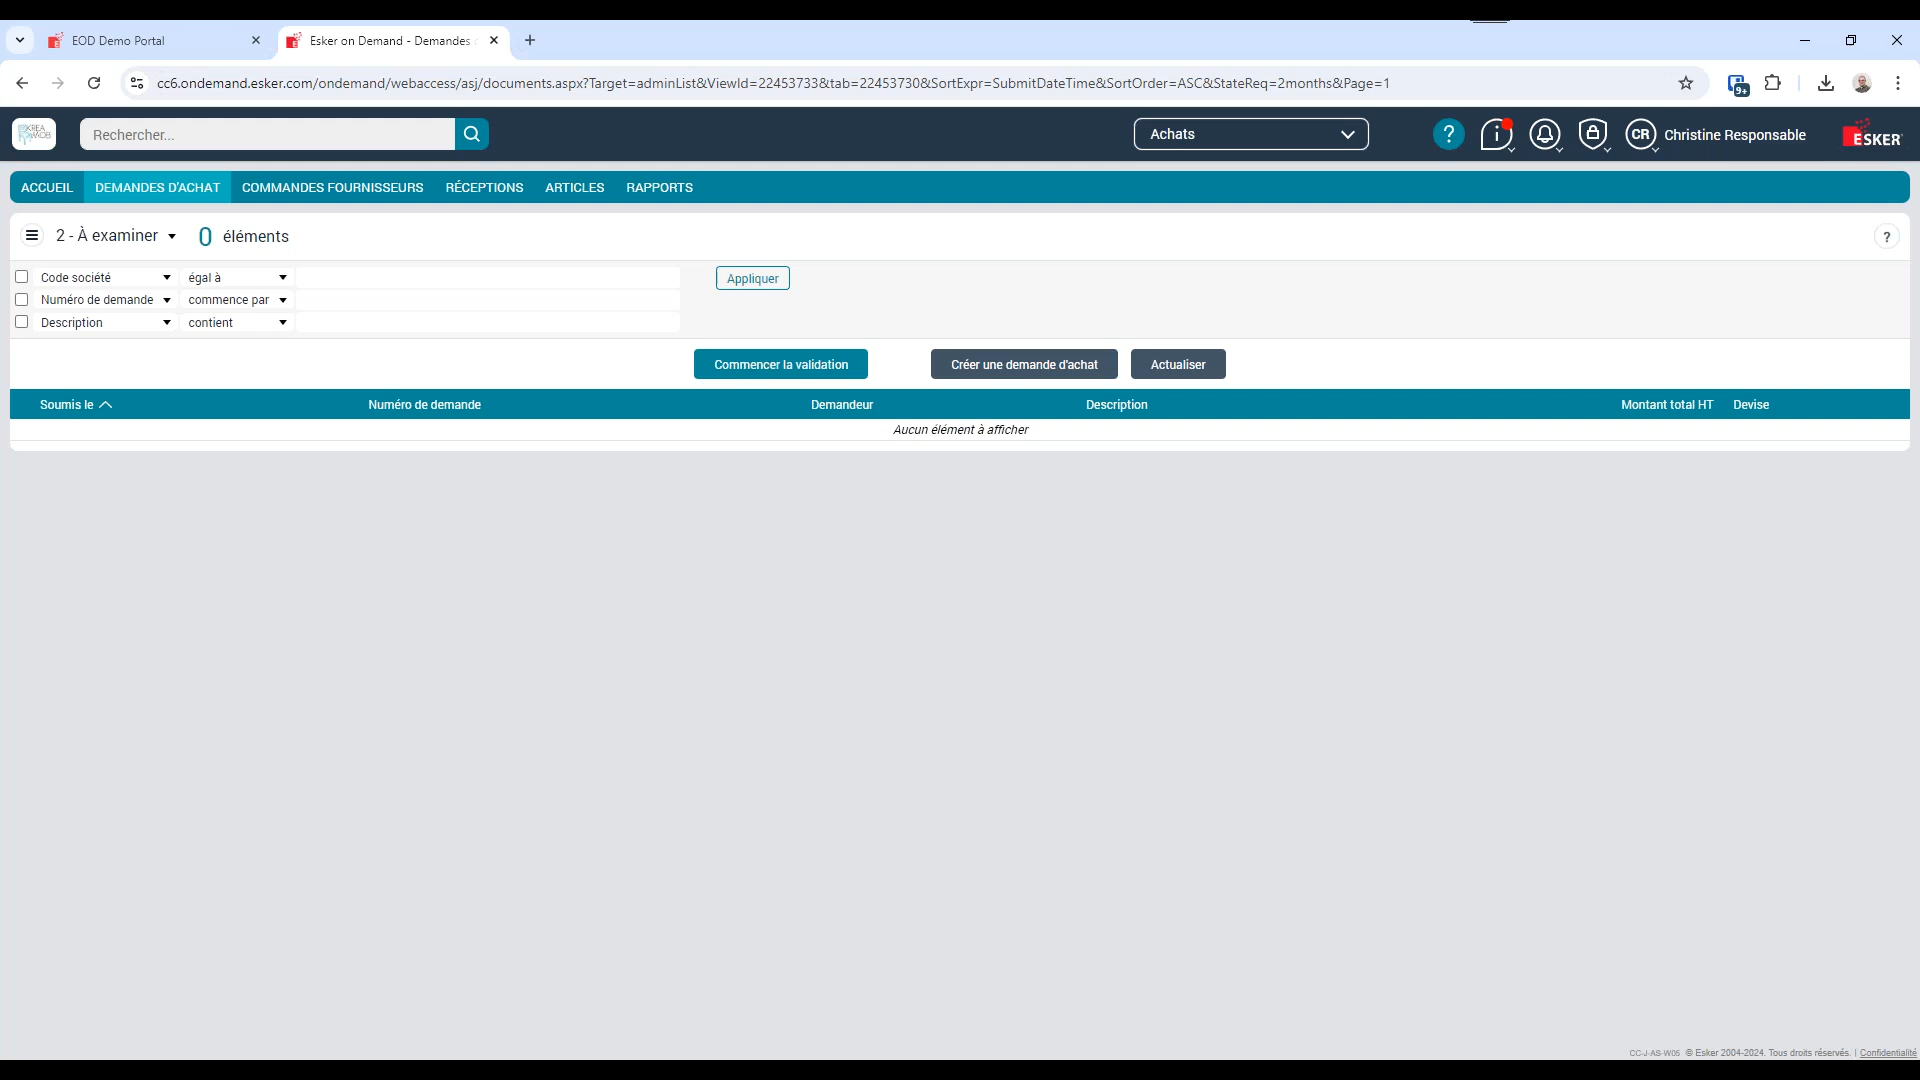 EOD Demo Portal
Esker on Demand - Demandes
cc6.ondemand.esker.com/ondemand/webaccess/asj/documents.aspx?Target=adminList&ViewId=22453733&tab=22453730&SortExpr=SubmitDateTime&SortOrder=ASC&StateReq=2months&Page=1
9+
KREA
MOB
Rechercher...
Achats
?
CR
Christine Responsable
ESKER
ACCUEIL
DEMANDES D'ACHAT
COMMANDES FOURNISSEURS
RÉCEPTIONS
ARTICLES
RAPPORTS
2 - À examiner
0 éléments
?
Code société
égal à
Appliquer
Numéro de demande
commence par
Description
contient
Commencer la validation
Créer une demande d'achat
Actualiser
Soumis le
Numéro de demande
Demandeur
Description
Montant total HT
Devise
Aucun élément à afficher
CC-J-AS-W05 © Esker 2004-2024. Tous droits réservés. | Confidentialité